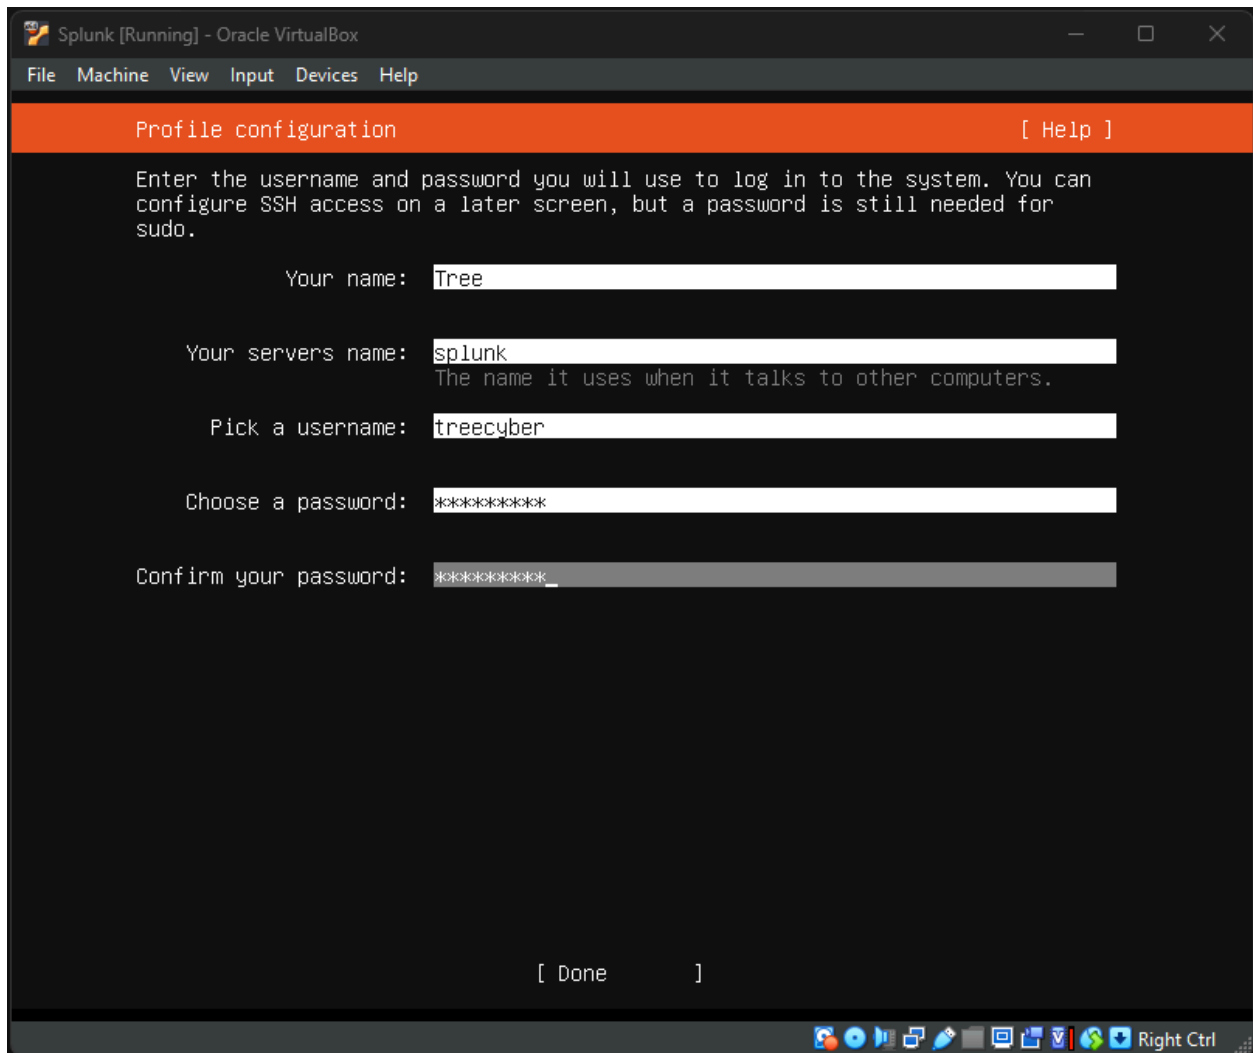 Splunk [Running] - Oracle VirtualBox
File Machine View Input Devices Help
Profile configuration [ Help ]
Enter the username and password you will use to log in to the system. You can
configure SSH access on a later screen, but a password is still needed for
sudo.
Your name: Tree
Your servers name: splunk
The name it uses when it talks to other computers.
Pick a username: treecyber
Choose a password: *********
Confirm your password: *********_
[ Done ]
Right Ctrl